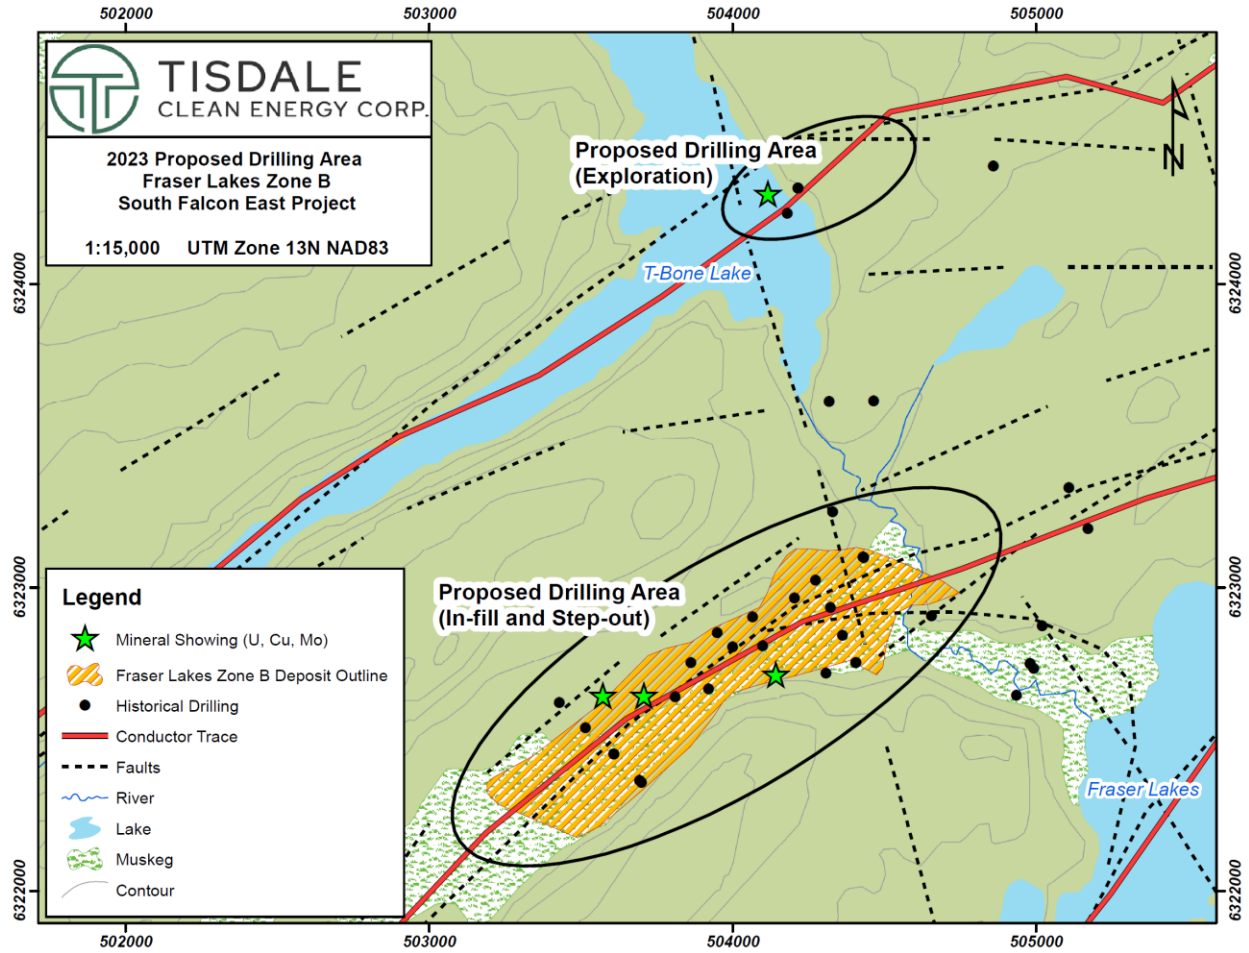 502000 503000 504000 505000
TISDALE
CLEAN ENERGY CORP.
2023 Proposed Drilling Area
Fraser Lakes Zone B
South Falcon East Project
1:15,000 UTM Zone 13N NAD83
Proposed Drilling Area
(Exploration)
N
T-Bone Lake
6324000 6324000
6323000 6323000
Proposed Drilling Area
(In-fill and Step-out)
Legend
Mineral Showing (U, Cu, Mo)
Fraser Lakes Zone B Deposit Outline
Historical Drilling
Conductor Trace
Faults
River
Lake
Muskeg
Contour
Fraser Lakes
6322000 6322000
502000 503000 504000 505000